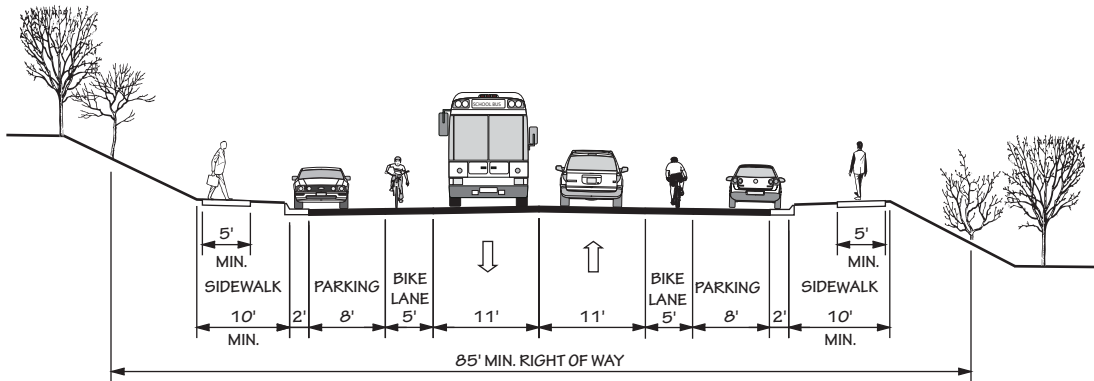 SCHOOL BUS
5' 5'
MIN. MIN.
SIDEWALK PARKING BIKE LANE BIKE LANE PARKING SIDEWALK
10' 2' 8' 5' 11' 11' 5' 8' 2' 10'
MIN. MIN.
85' MIN. RIGHT OF WAY